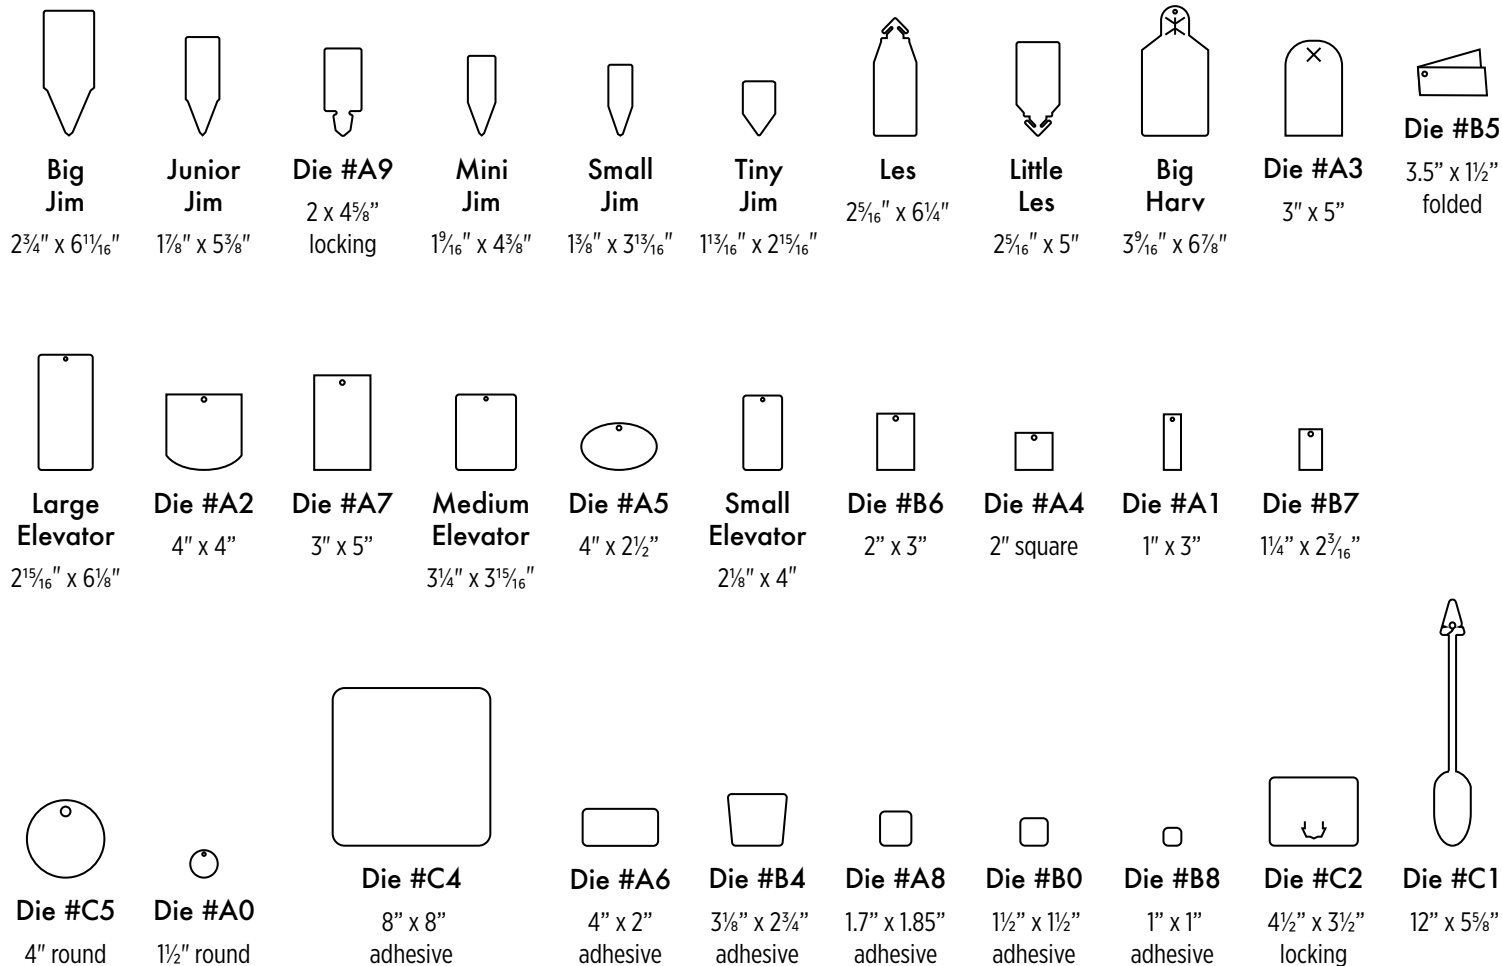 Big
Jim
2¾" x 6¹¹⁄₁₆"
Junior
Jim
1⅞" x 5⅜"
Die #A9
2 x 4⅝”
locking
Mini
Jim
1⁹⁄₁₆" x 4⅜"
Small
Jim
1⅜" x 3¹³⁄₁₆"
Tiny
Jim
1¹³⁄₁₆" x 2¹⁵⁄₁₆"
Les
2⁵⁄₁₆" x 6¼"
Little
Les
2⁵⁄₁₆" x 5"
Big
Harv
3⁹⁄₁₆" x 6⅞"
Die #A3
3" x 5"
Die #B5
3.5” x 1½”
folded
Large
Elevator
2¹⁵⁄₁₆" x 6⅛"
Die #A2
4" x 4"
Die #A7
3" x 5"
Medium
Elevator
3¼" x 3¹⁵⁄₁₆"
Die #A5
4" x 2½"
Small
Elevator
2⅛" x 4"
Die #B6
2” x 3”
Die #A4
2" square
Die #A1
1" x 3"
Die #B7
1¼” x 2³⁄₁₆”
Die #C5
4" round
Die #A0
1½" round
Die #C4
8” x 8”
adhesive
Die #A6
4” x 2”
adhesive
Die #B4
3⅛” x 2¾”
adhesive
Die #A8
1.7” x 1.85”
adhesive
Die #B0
1½” x 1½”
adhesive
Die #B8
1” x 1”
adhesive
Die #C2
4½” x 3½”
locking
Die #C1
12” x 5⅝”